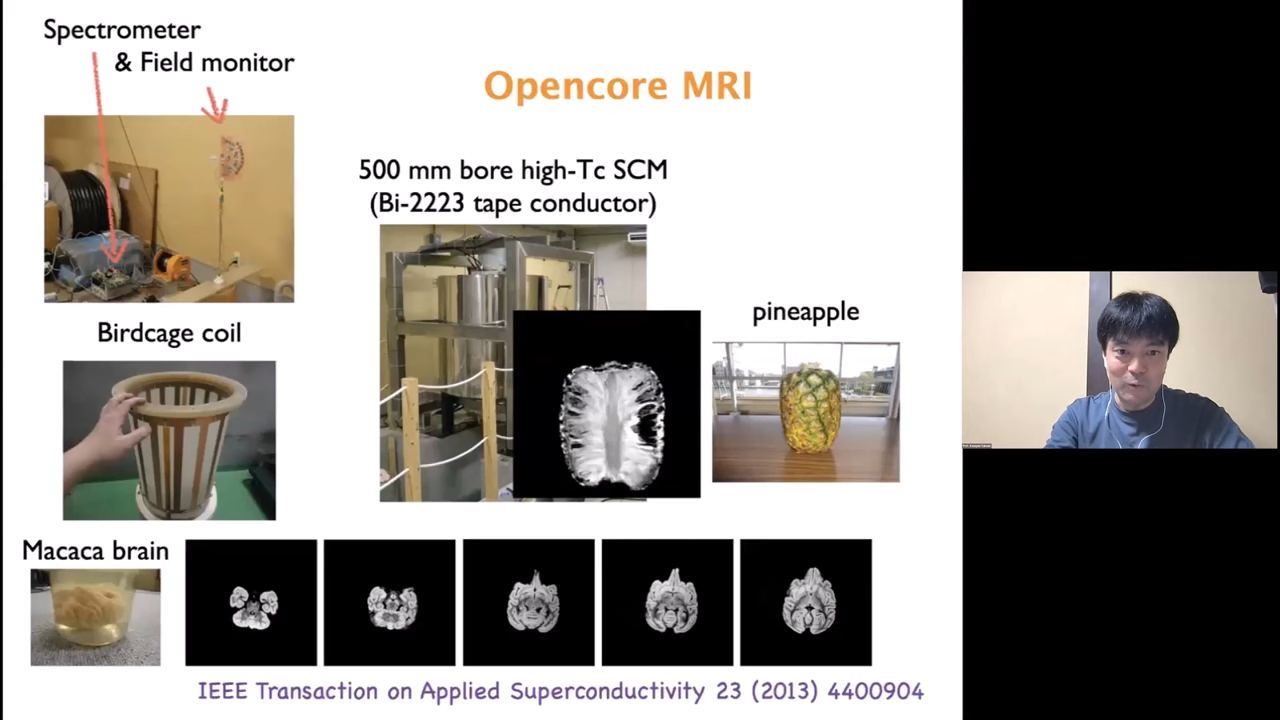 Spectrometer
& Field monitor
Opencore MRI
500 mm bore high-Tc SCM
(Bi-2223 tape conductor)
Birdcage coil
pineapple
Macaca brain
IEEE Transaction on Applied Superconductivity 23 (2013) 4400904